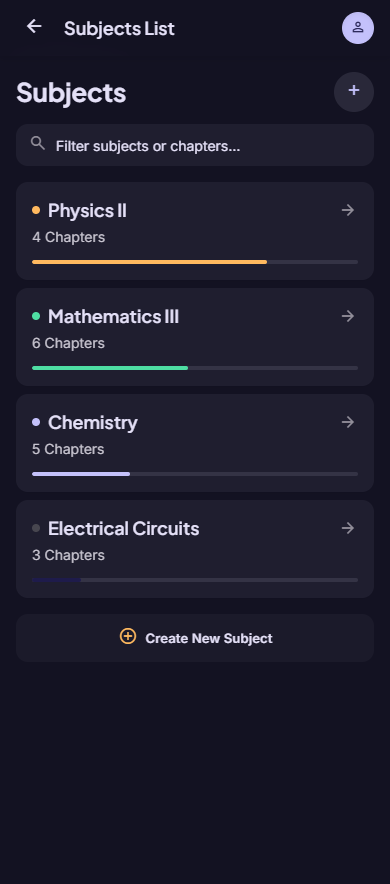 Subjects List
Subjects
+
Filter subjects or chapters...
Physics II
4 Chapters
Mathematics III
6 Chapters
Chemistry
5 Chapters
Electrical Circuits
3 Chapters
Create New Subject